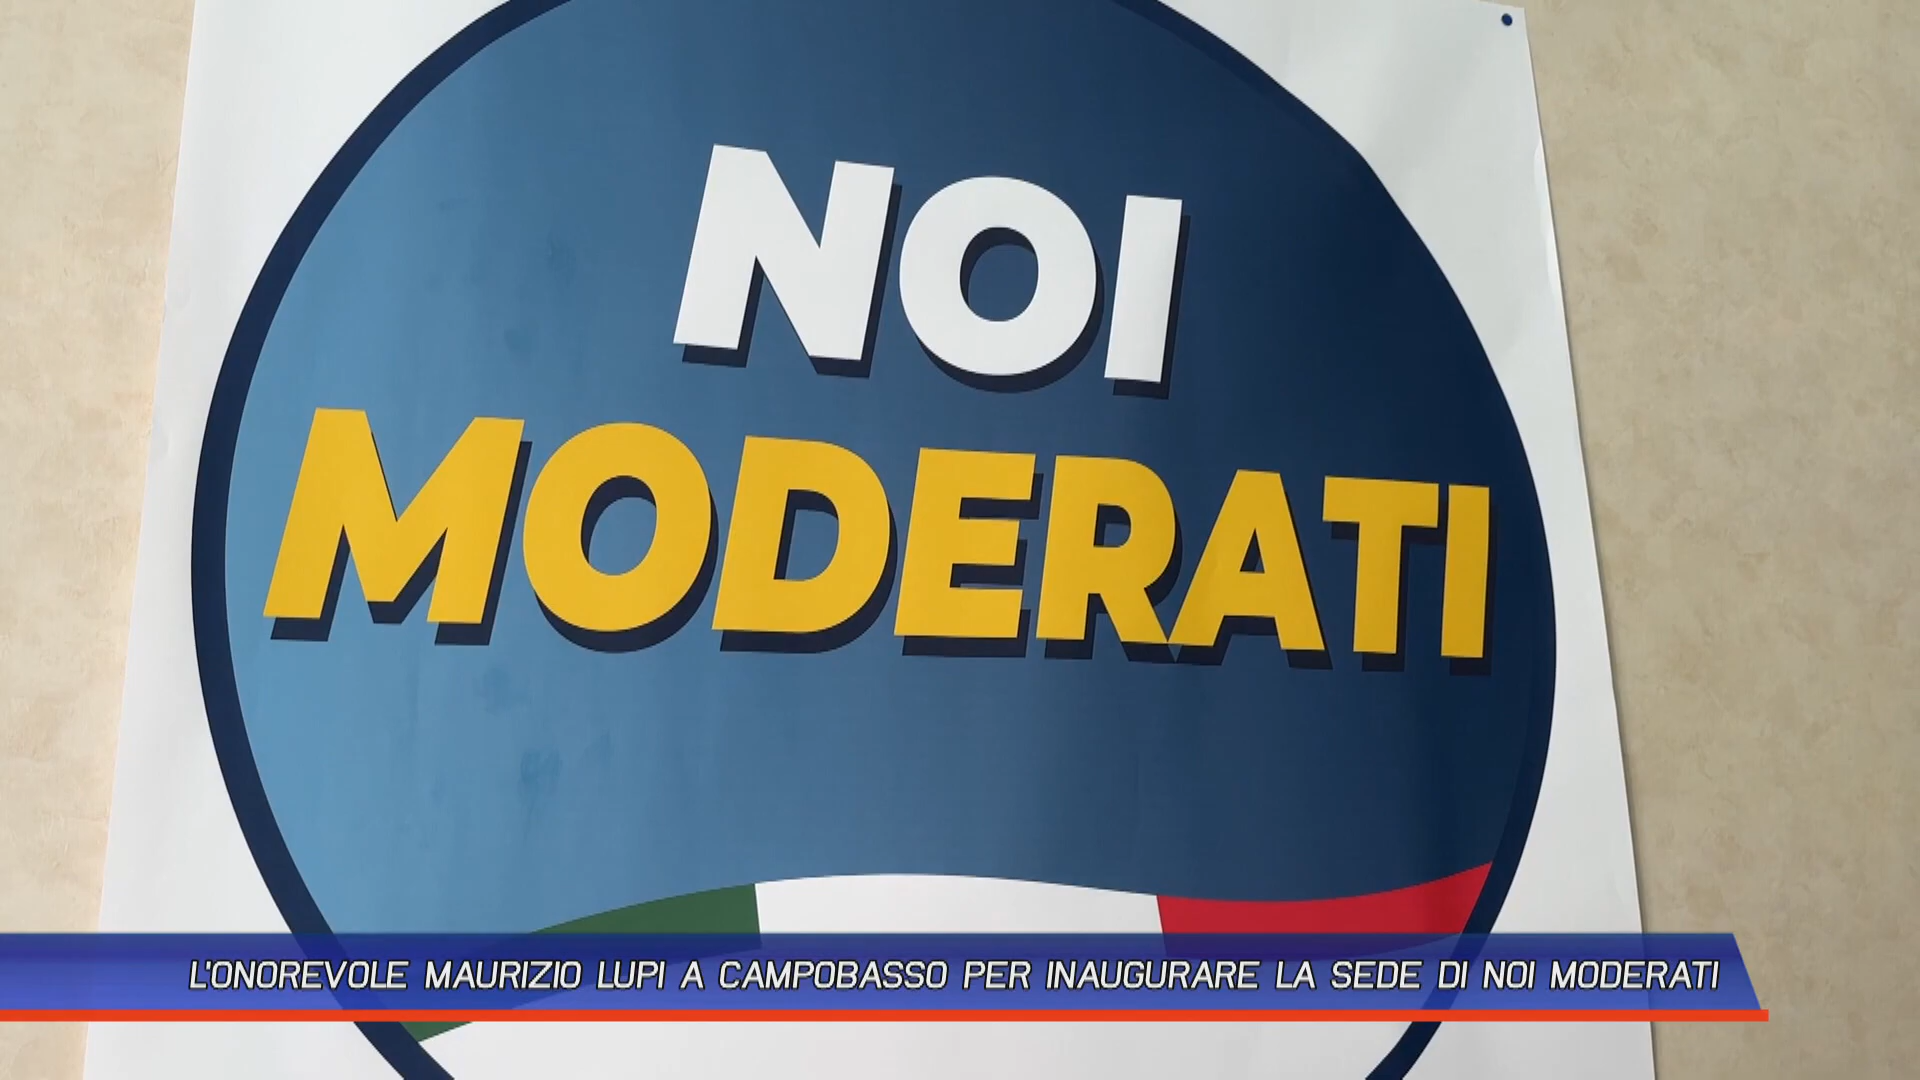 NOI
MODERATI
L'ONOREVOLE MAURIZIO LUPI A CAMPOBASSO PER INAUGURARE LA SEDE DI NOI MODERATI